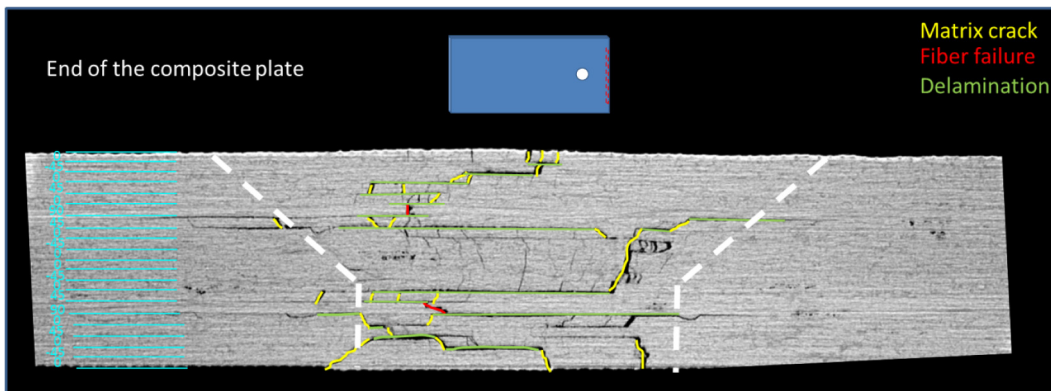 Matrix crack
Fiber failure
End of the composite plate
Delamination